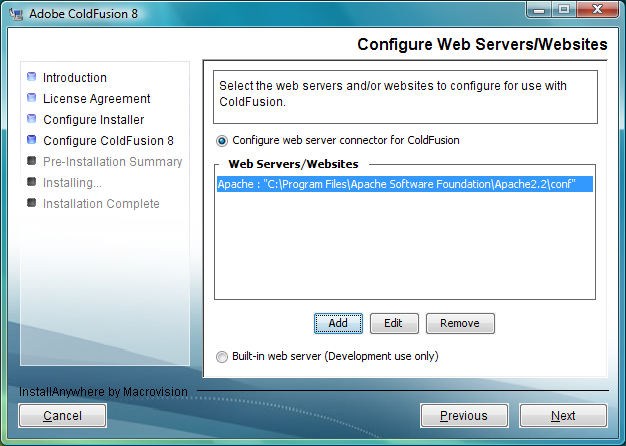 Adobe ColdFusion 8
Configure Web Servers/Websites
Introduction
License Agreement
Configure Installer
Configure ColdFusion 8
Pre-Installation Summary
Installing...
Installation Complete
Select the web servers and/or websites to configure for use with
ColdFusion.
Configure web server connector for ColdFusion
Web Servers/Websites
Apache : "C:\Program Files\Apache Software Foundation\Apache2.2\conf"
Add Edit Remove
Built-in web server (Development use only)
InstallAnywhere by Macrovision
Cancel Previous Next